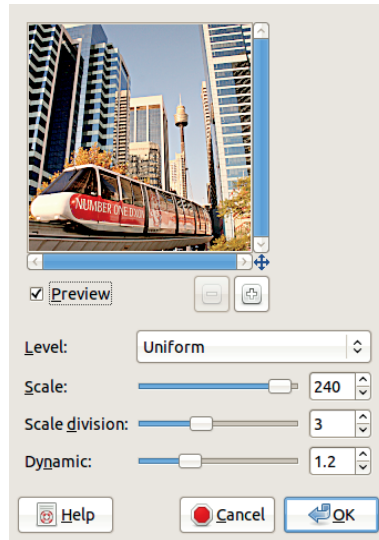 NUMBER ONE D
Preview
Level: Uniform
Scale: 240
Scale division: 3
Dynamic: 1.2
Help Cancel OK